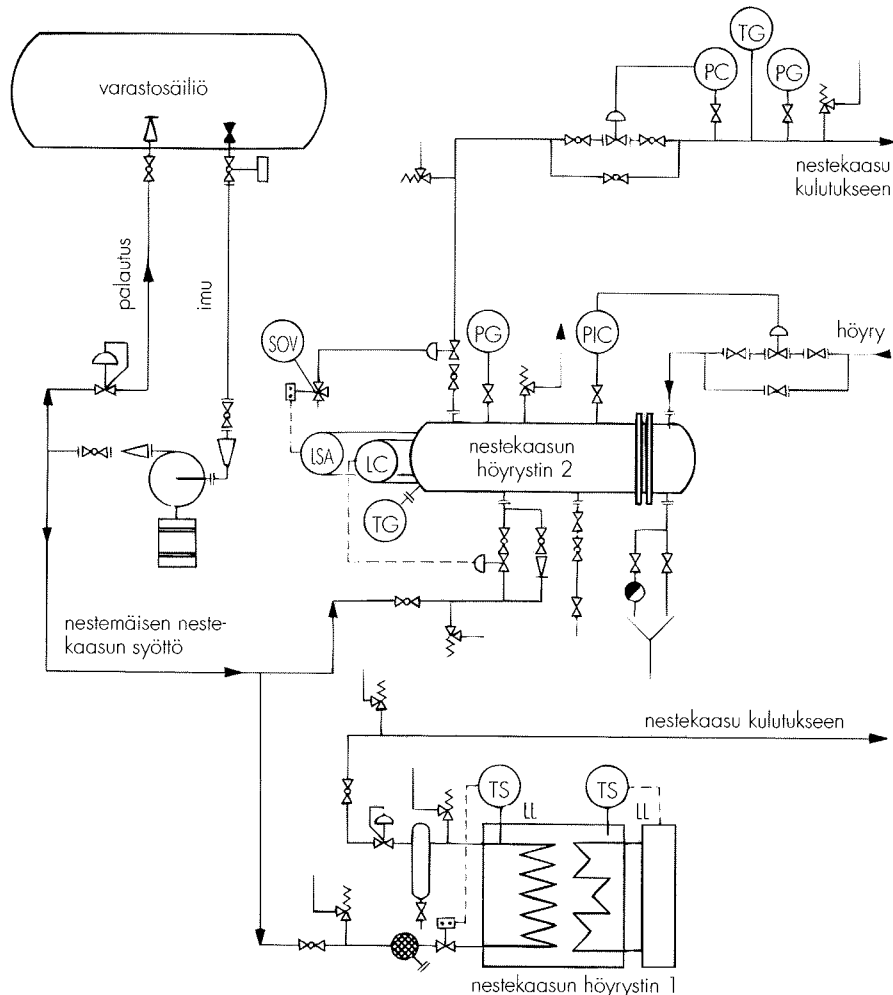 TG
PC
PG
varastosäiliö
nestekaasu
kulutukseen
palautus
imu
SOV
PG
PIC
höyry
LSA
LC
nestekaasun
höyrystin 2
TG
nestemäisen neste-
kaasun syöttö
nestekaasu kulutukseen
TS
LL
TS
LL
nestekaasun höyrystin 1